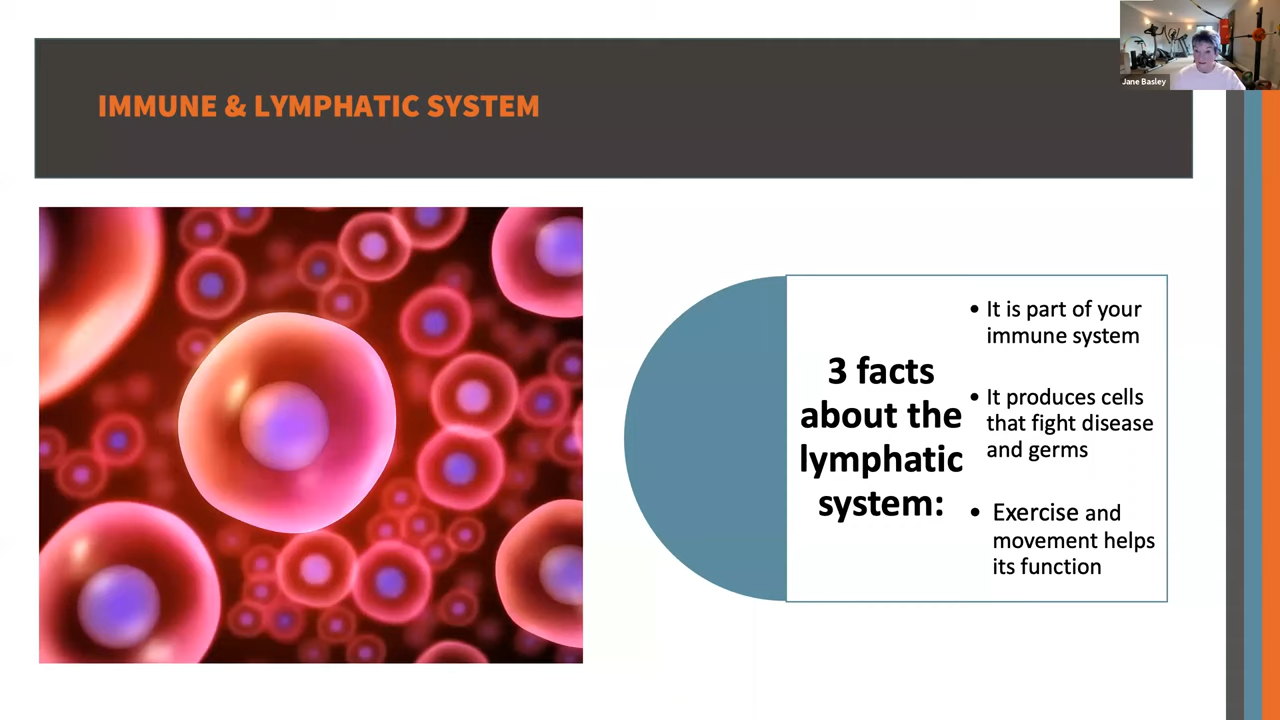 Jane Basley
IMMUNE & LYMPHATIC SYSTEM
3 facts
about the
lymphatic
system:
• It is part of your
immune system
• It produces cells
that fight disease
and germs
• Exercise and
movement helps
its function